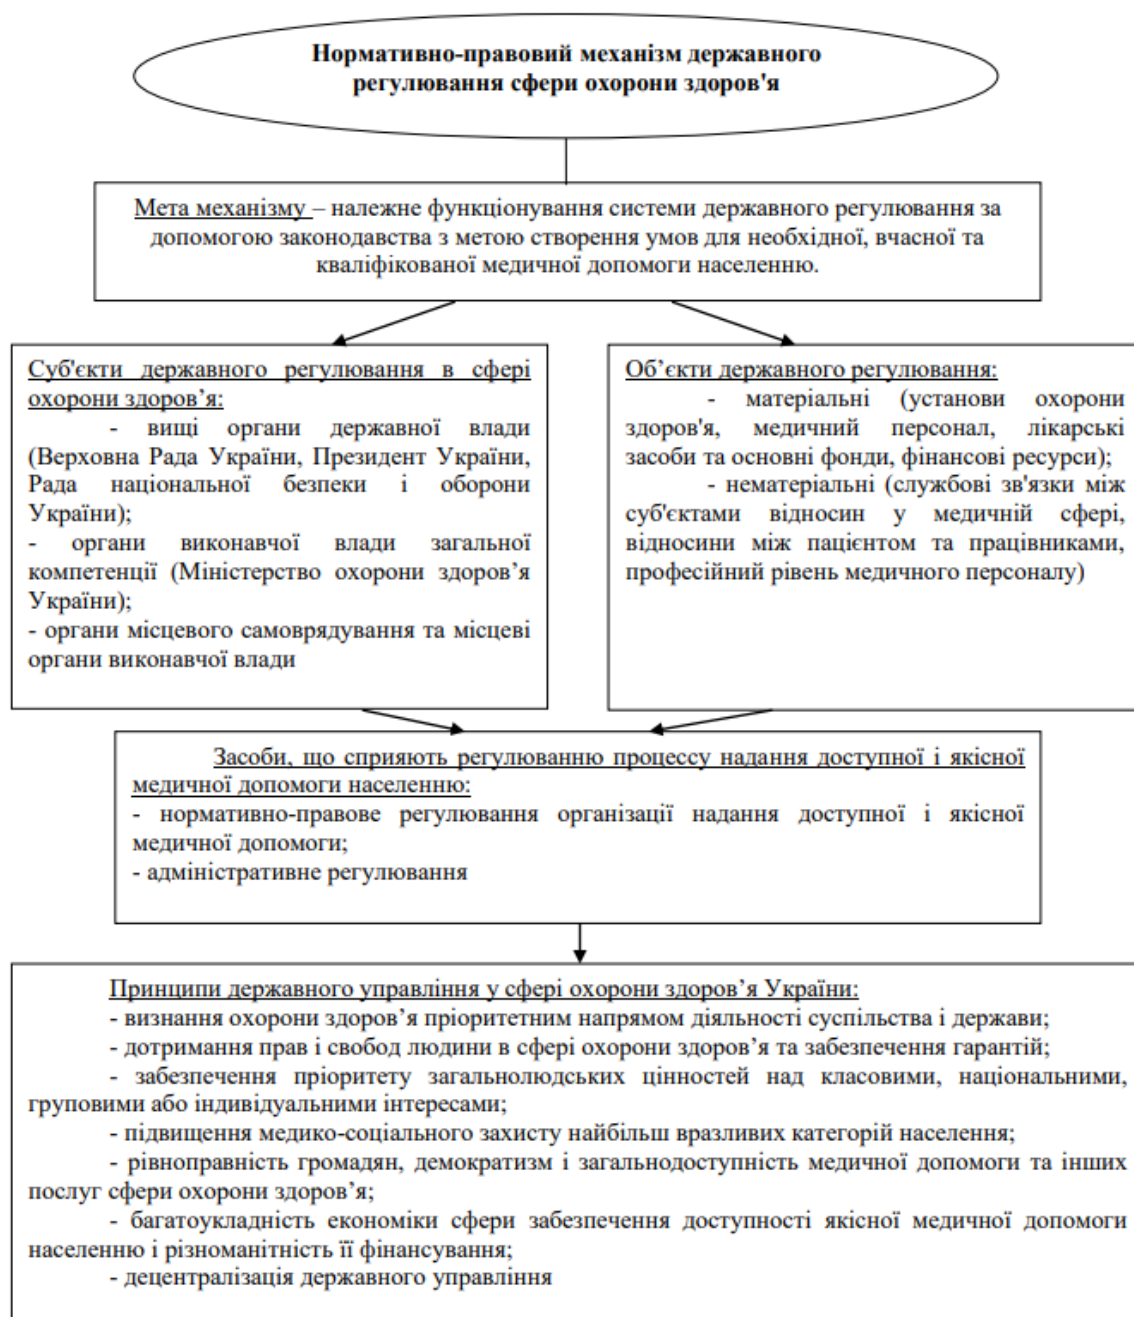 Нормативно-правовий механізм державного
регулювання сфери охорони здоров'я
Мета механізму – належне функціонування системи державного регулювання за
допомогою законодавства з метою створення умов для необхідної, вчасної та
кваліфікованої медичної допомоги населенню.
Суб'єкти державного регулювання в сфері
охорони здоров’я:
- вищі органи державної влади
(Верховна Рада України, Президент України,
Рада національної безпеки і оборони
України);
- органи виконавчої влади загальної
компетенції (Міністерство охорони здоров’я
України);
- органи місцевого самоврядування та місцеві
органи виконавчої влади
Об’єкти державного регулювання:
- матеріальні (установи охорони
здоров'я, медичний персонал, лікарські
засоби та основні фонди, фінансові ресурси);
- нематеріальні (службові зв'язки між
суб'єктами відносин у медичній сфері,
відносини між пацієнтом та працівниками,
професійний рівень медичного персоналу)
Засоби, що сприяють регулюванню процессу надання доступної і якісної
медичної допомоги населенню:
- нормативно-правове регулювання організації надання доступної і якісної
медичної допомоги;
- адміністративне регулювання
Принципи державного управління у сфері охорони здоров’я України:
- визнання охорони здоров’я пріоритетним напрямом діяльності суспільства і держави;
- дотримання прав і свобод людини в сфері охорони здоров’я та забезпечення гарантій;
- забезпечення пріоритету загальнолюдських цінностей над класовими, національними,
груповими або індивідуальними інтересами;
- підвищення медико-соціального захисту найбільш вразливих категорій населення;
- рівноправність громадян, демократизм і загальнодоступність медичної допомоги та інших
послуг сфери охорони здоров’я;
- багатоукладність економіки сфери забезпечення доступності якісної медичної допомоги
населенню і різноманітність її фінансування;
- децентралізація державного управління